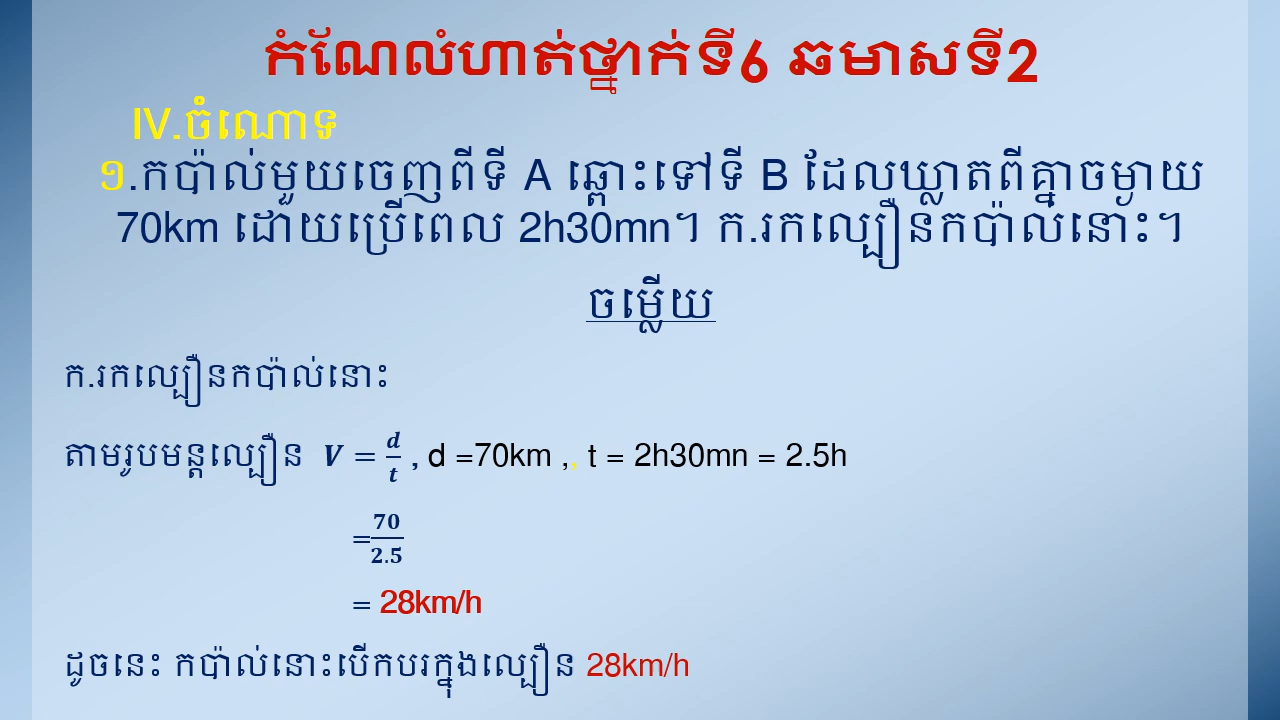 កំណែលំហាត់ថ្នាក់ទី6 ឆមាសទី2
IV.ចំណោទ
១.កប៉ាល់មួយចេញពីទី A ឆ្ពោះទៅទី B ដែលឃ្លាតពីគ្នាចម្ងាយ
70km ដោយប្រើពេល 2h30mn។ ក.រកល្បឿនកប៉ាល់នោះ។
ចម្លើយ
ក.រកល្បឿនកប៉ាល់នោះ
តាមរូបមន្តល្បឿន V = d/t , d =70km ,, t = 2h30mn = 2.5h
=70/2.5
= 28km/h
ដូចនេះ កប៉ាល់នោះបើកបរក្នុងល្បឿន 28km/h